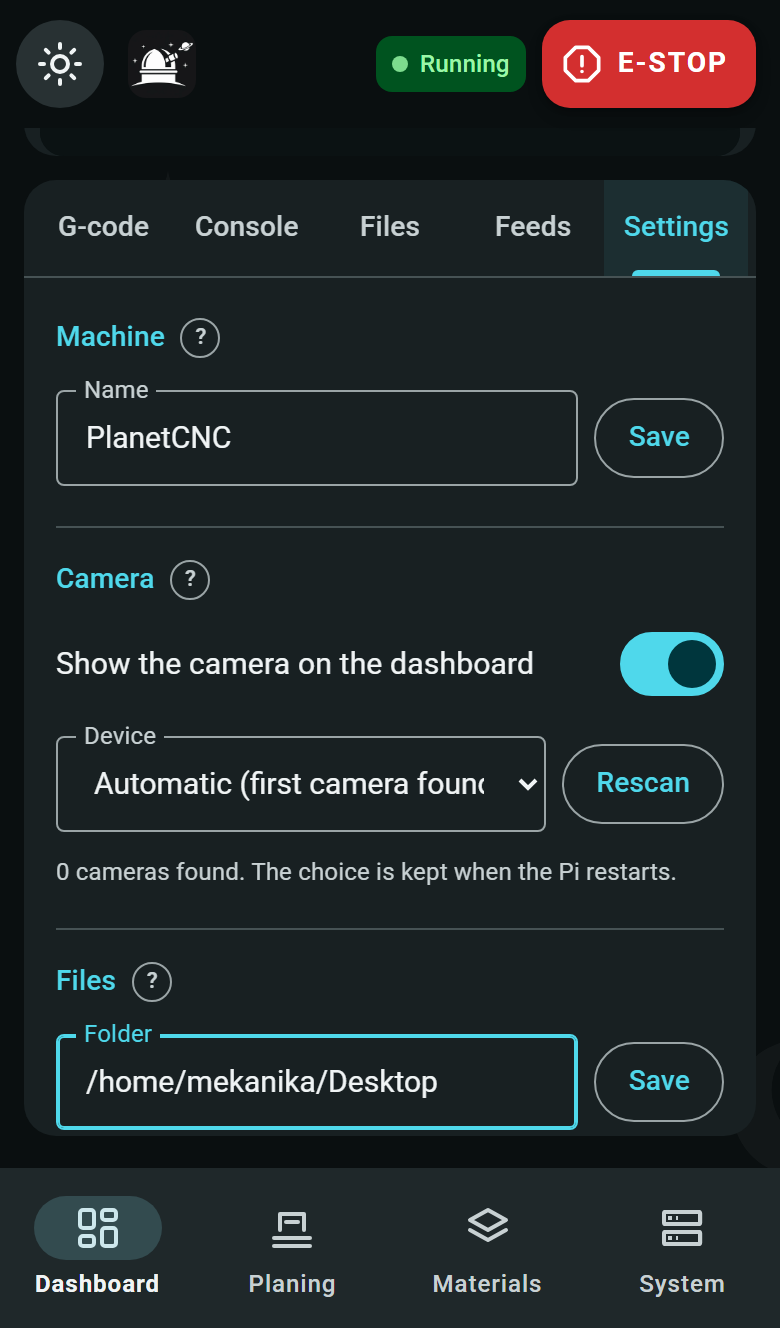 Running
E-STOP
G-code Console Files Feeds Settings
Machine ?
Name
PlanetCNC
Save
Camera ?
Show the camera on the dashboard
Device
Automatic (first camera found
Rescan
0 cameras found. The choice is kept when the Pi restarts.
Files ?
Folder
/home/mekanika/Desktop
Save
Dashboard Planing Materials System